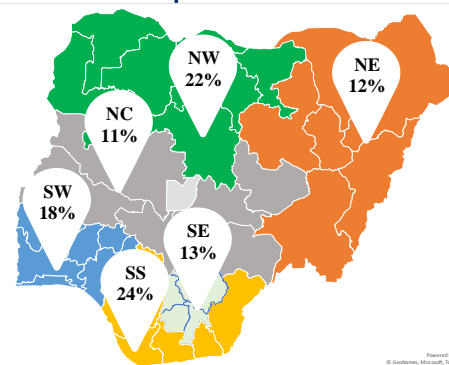 NW
22%
NE
12%
NC
11%
SW
18%
SE
13%
SS
24%
Powered
© GeoNames, Microsoft,